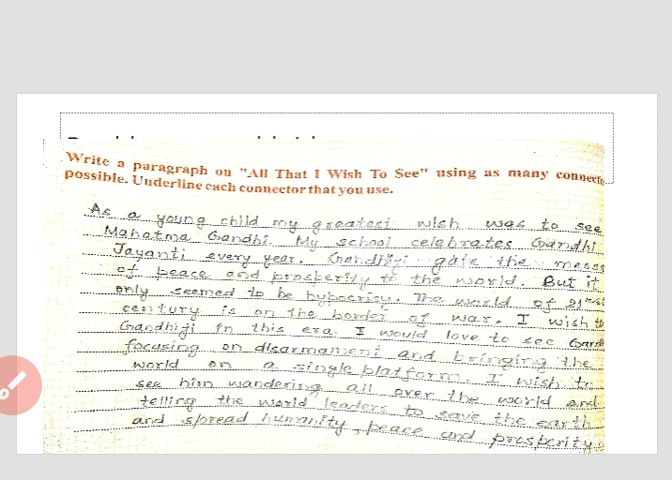 Write a paragraph ou "All That I Wish To See" using as many connecto
possible. Underline each connector that you use.
As a young child my greatest wish was to see
Mahatma Gandhi. My school celebrates Gandhi
Jayanti every year. Gandhiji gave the messa
of peace and prosperity to the world. But it
only seemed to be hypocrisy. The world of 21st
century is on the border of war. I wish to
Gandhiji in this era. I would love to see Gand
focusing on disarmament and bringing the
world on a single platform. I wish to
see him wandering all over the world and
telling the world leaders to save the earth
and spread humanity, peace and prosperity.